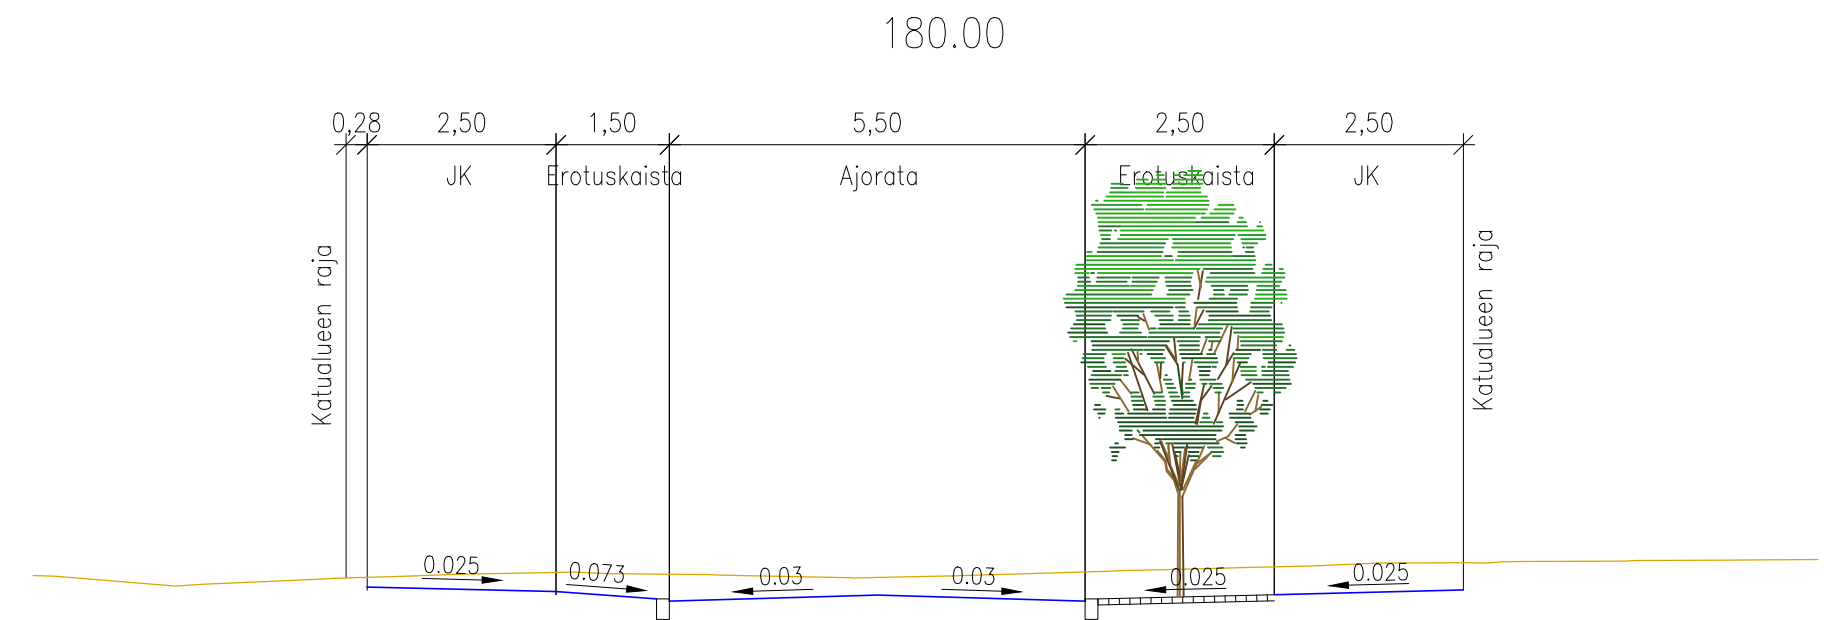 180.00
0,28 2,50 1,50 5,50 2,50 2,50
JK Erotuskaista Ajorata Erotuskaista JK
Katualueen raja
Katualueen raja
0.025 0.073 0.03 0.03 0.025 0.025